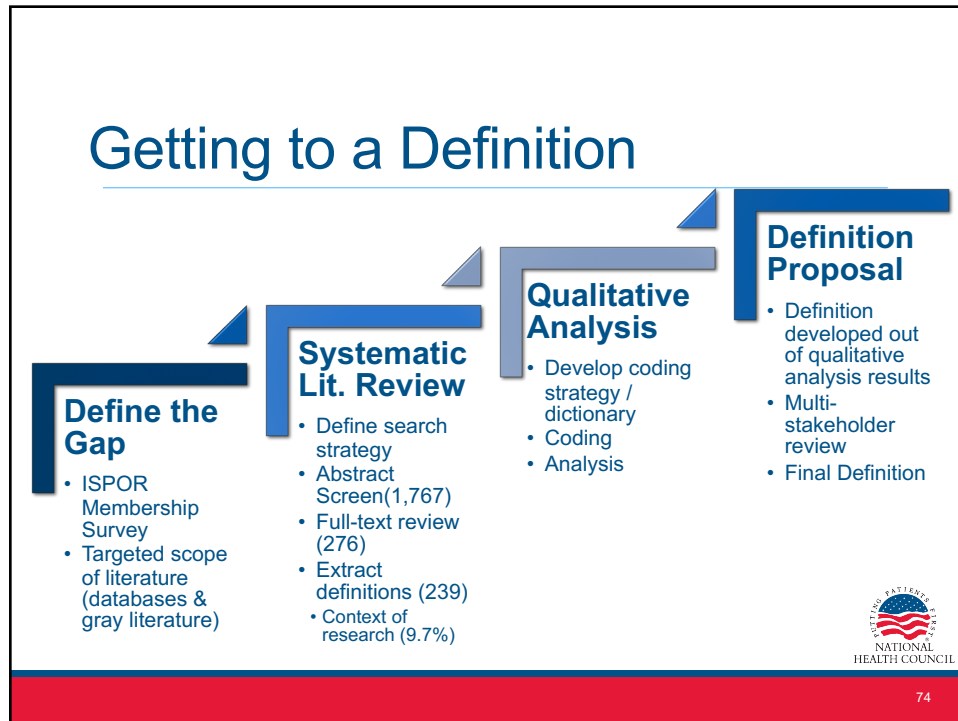 Getting to a Definition
Define the
Gap
• ISPOR
Membership
Survey
• Targeted scope
of literature
(databases &
gray literature)
Systematic
Lit. Review
• Define search
strategy
• Abstract
Screen(1,767)
• Full-text review
(276)
• Extract
definitions (239)
• Context of
research (9.7%)
Qualitative
Analysis
• Develop coding
strategy /
dictionary
• Coding
• Analysis
Definition
Proposal
• Definition
developed out
of qualitative
analysis results
• Multi-
stakeholder
review
• Final Definition
PUTTING PATIENTS FIRST®
NATIONAL
HEALTH COUNCIL
74